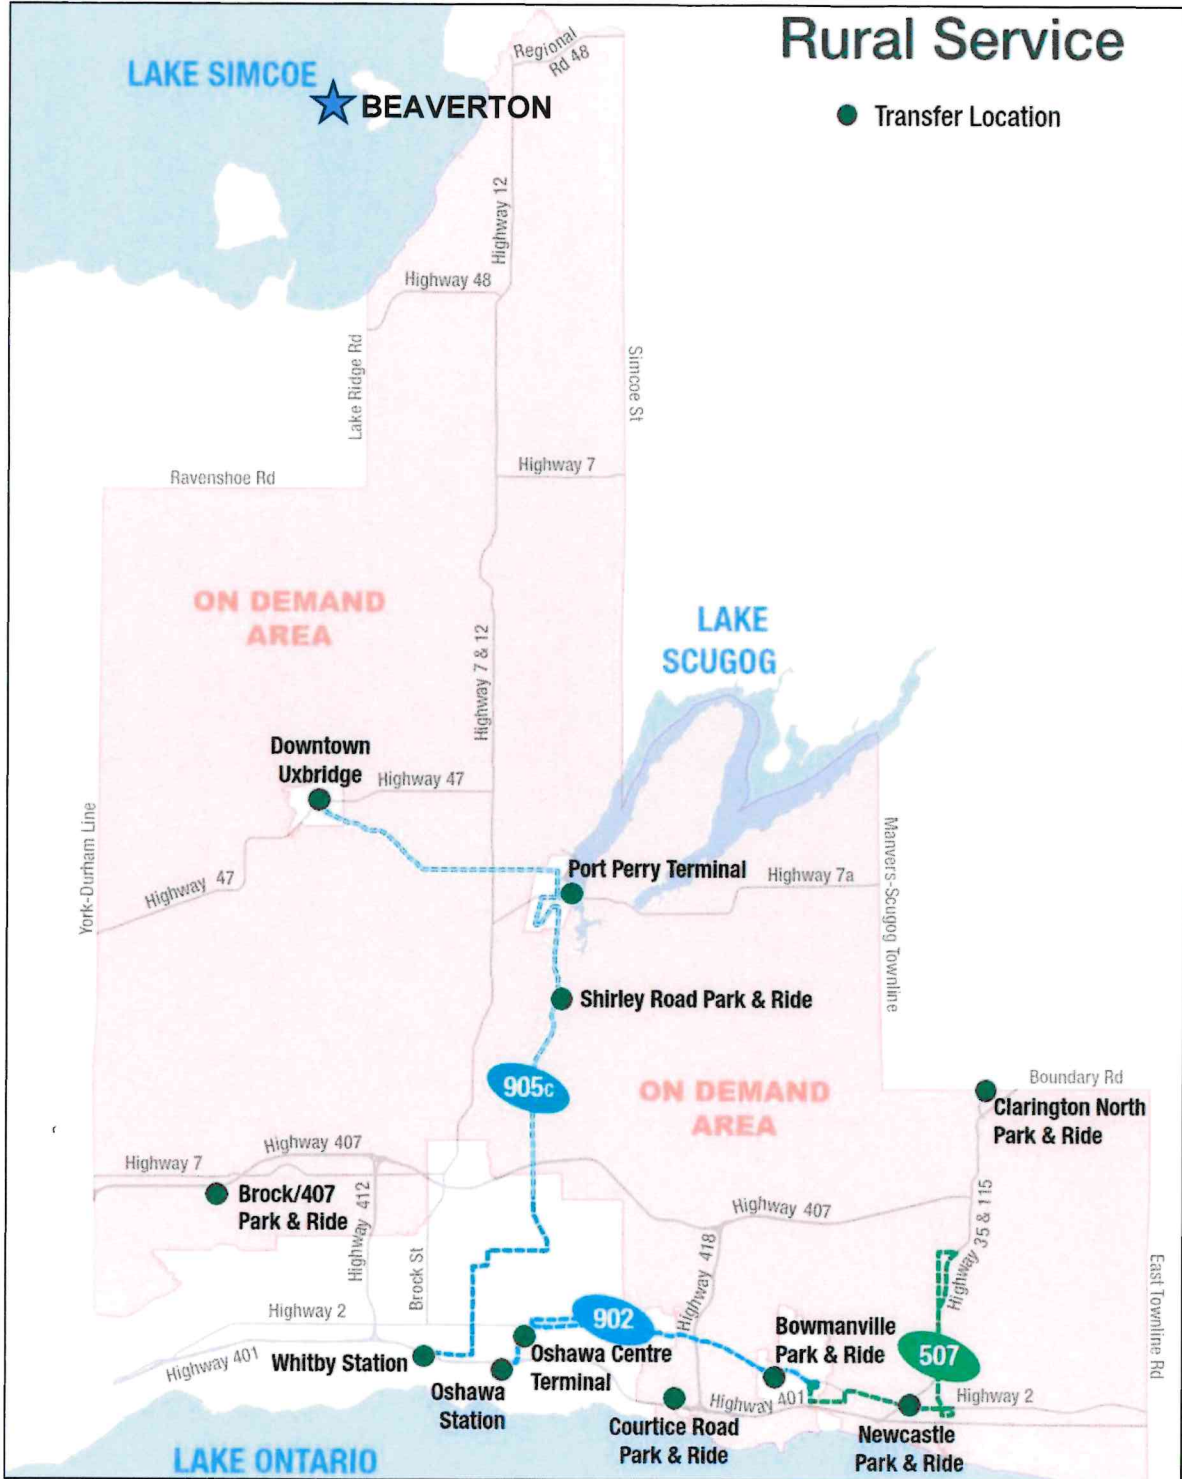 Rural Service
Transfer Location
LAKE SIMCOE
BEAVERTON
Regional
Rd 48
Highway 12
Highway 48
Lake Ridge Rd
Simcoe St
Highway 7
Ravenshoe Rd
ON DEMAND
AREA
LAKE
SCUGOG
Highway 7 & 12
Downtown
Uxbridge
Highway 47
York-Durham Line
Highway 47
Port Perry Terminal
Highway 7a
Manvers-Scugog Townline
Shirley Road Park & Ride
905c
ON DEMAND
AREA
Boundary Rd
Clarington North
Park & Ride
Highway 407
Highway 7
Brock/407
Park & Ride
Highway 412
Brock St
Highway 407
Highway 418
Highway 35 & 115
East Townline Rd
Highway 2
902
Bowmanville
Park & Ride
507
Highway 401
Whitby Station
Oshawa Centre
Terminal
Oshawa
Station
Highway 401
Highway 2
Courtice Road
Park & Ride
Newcastle
Park & Ride
LAKE ONTARIO